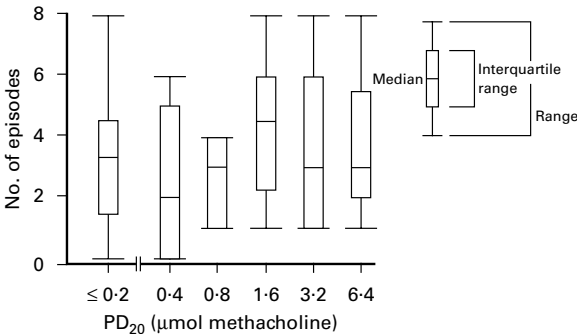 8
6
4
2
0
No. of episodes
≤ 0·2
0·4
0·8
1·6
3·2
6·4
PD20 (μmol methacholine)
Median
Interquartile
range
Range